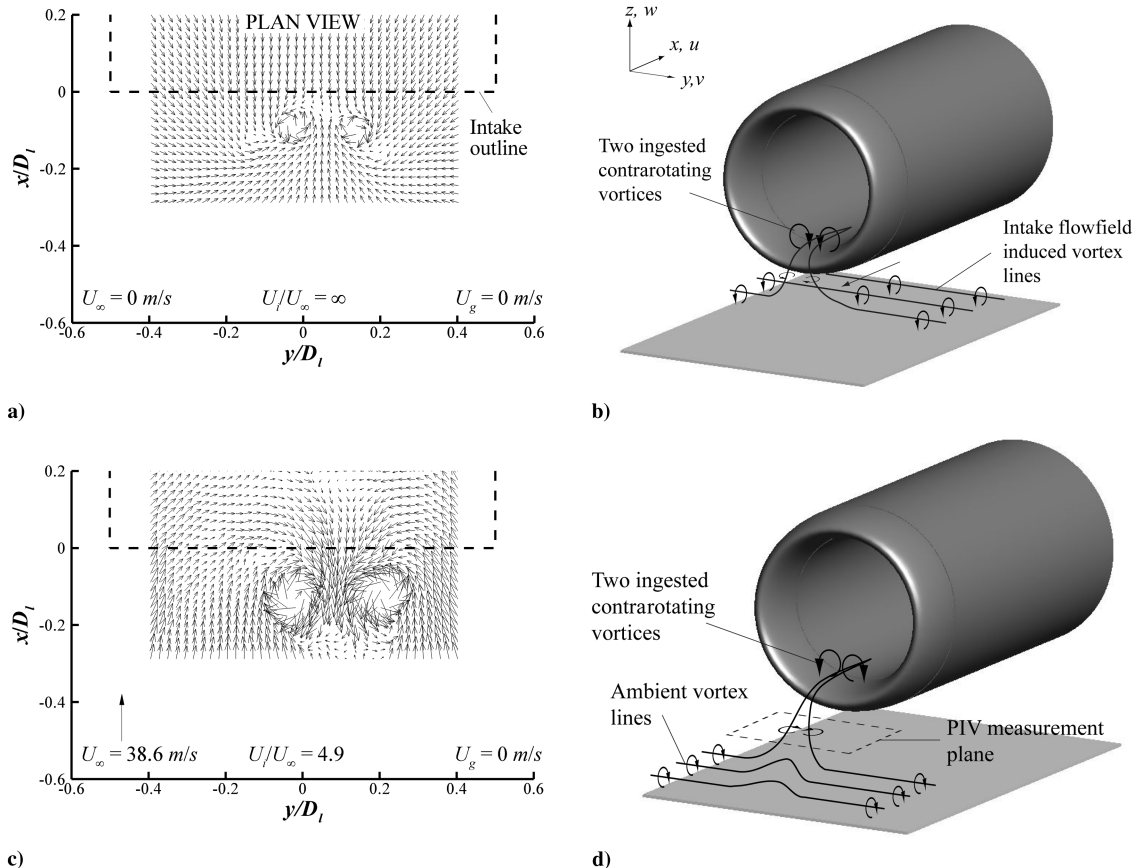 PLAN VIEW
0.2
0
-0.2
-0.4
-0.6
x/D_l
Intake
outline
U_∞ = 0 m/s
U_i/U_∞ = ∞
U_g = 0 m/s
-0.6
-0.4
-0.2
0
0.2
0.4
0.6
y/D_l
a)
z, w
x, u
y,v
Two ingested
contrarotating
vortices
Intake flowfield
induced vortex
lines
b)
0.2
0
-0.2
-0.4
-0.6
x/D_l
U_∞ = 38.6 m/s
U_i/U_∞ = 4.9
U_g = 0 m/s
-0.6
-0.4
-0.2
0
0.2
0.4
0.6
y/D_l
c)
Two ingested
contrarotating
vortices
Ambient vortex
lines
PIV measurement
plane
d)